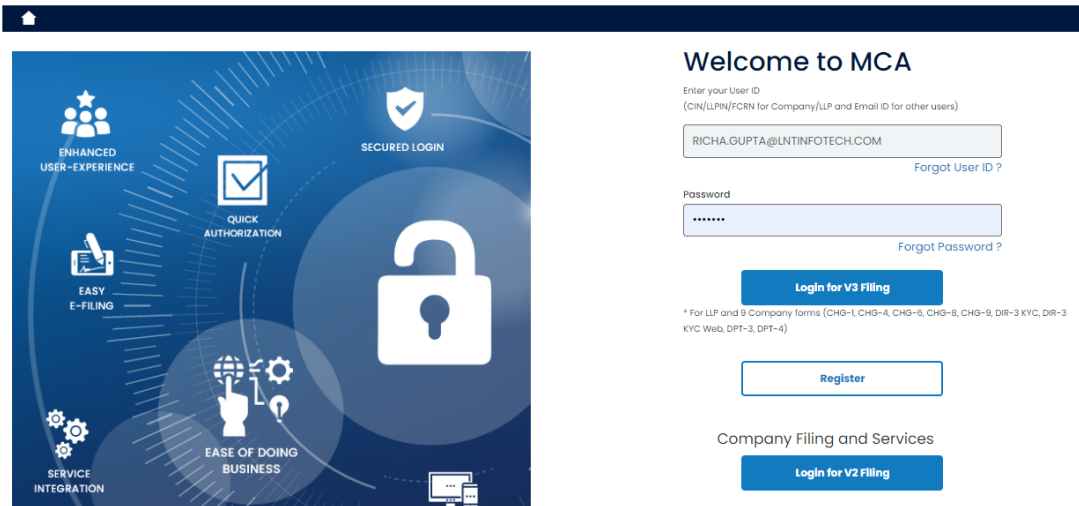 ENHANCED
USER-EXPERIENCE
SECURED LOGIN
QUICK
AUTHORIZATION
EASY
E-FILING
EASE OF DOING
BUSINESS
SERVICE
INTEGRATION
Welcome to MCA
Enter your User ID
(CIN/LLPIN/FCRN for Company/LLP and Email ID for other users)
RICHA.GUPTA@LNTINFOTECH.COM
Forgot User ID ?
Password
•••••••
Forgot Password ?
Login for V3 Filing
* For LLP and 9 Company forms (CHG-1, CHG-4, CHG-6, CHG-8, CHG-9, DIR-3 KYC, DIR-3
KYC Web, DPT-3, DPT-4)
Register
Company Filing and Services
Login for V2 Filing